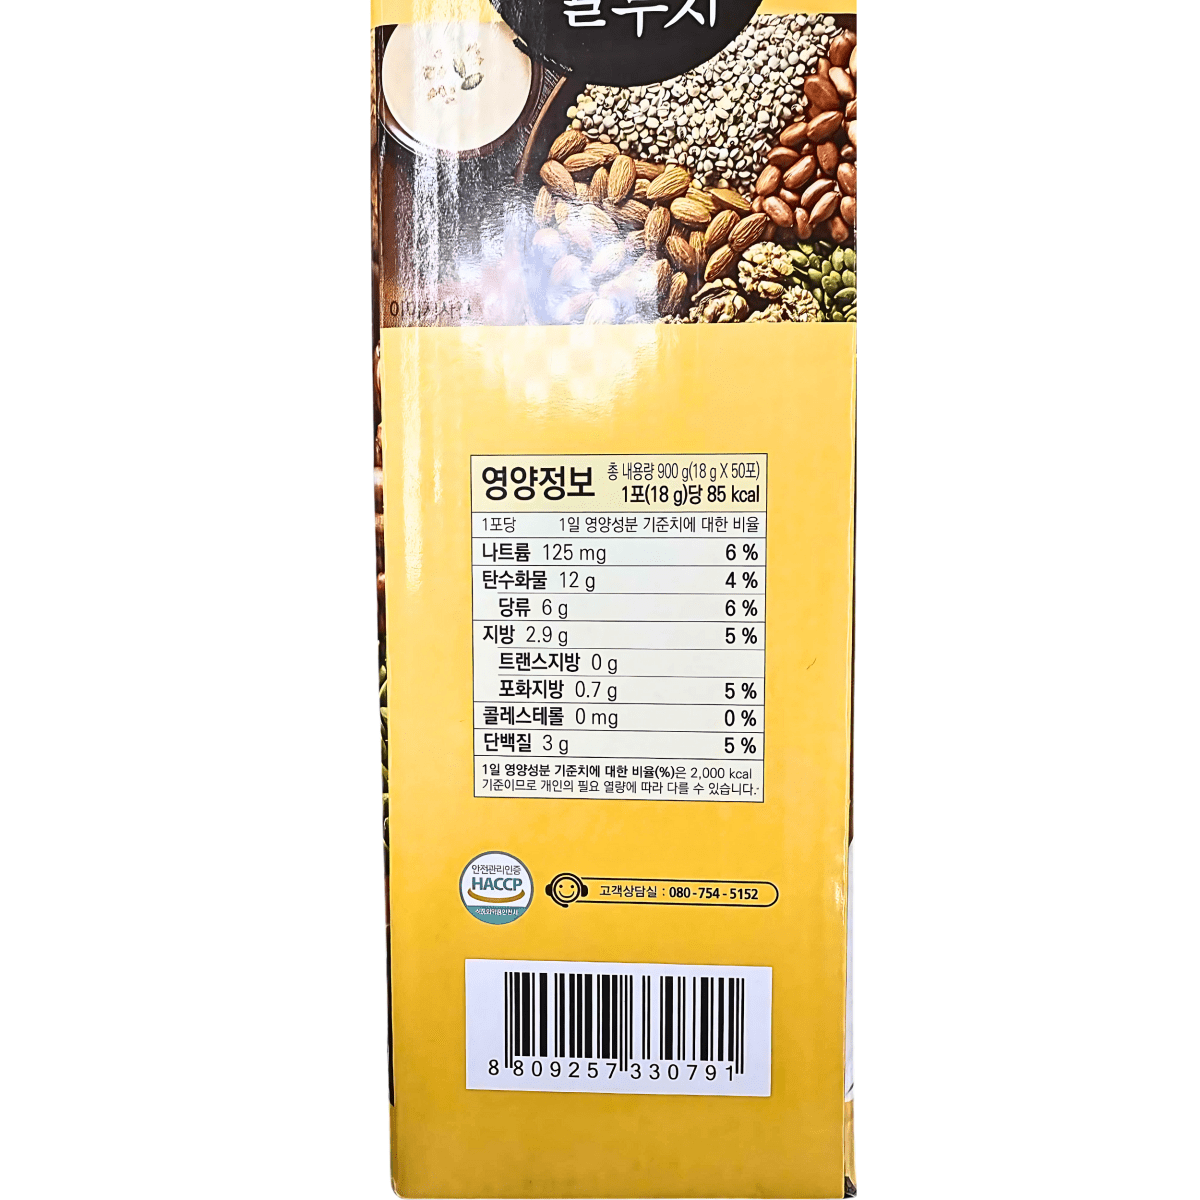 영양정보
총 내용량 900 g(18 g X 50포)
1포(18 g)당 85 kcal
1포당 1일 영양성분 기준치에 대한 비율
나트륨 125 mg 6 %
탄수화물 12 g 4 %
당류 6 g 6 %
지방 2.9 g 5 %
트랜스지방 0 g
포화지방 0.7 g 5 %
콜레스테롤 0 mg 0 %
단백질 3 g 5 %
1일 영양성분 기준치에 대한 비율(%)은 2,000 kcal
기준이므로 개인의 필요 열량에 따라 다를 수 있습니다.
안전관리인증
HACCP
고객상담실 : 080-754-5152
8 809257 330791